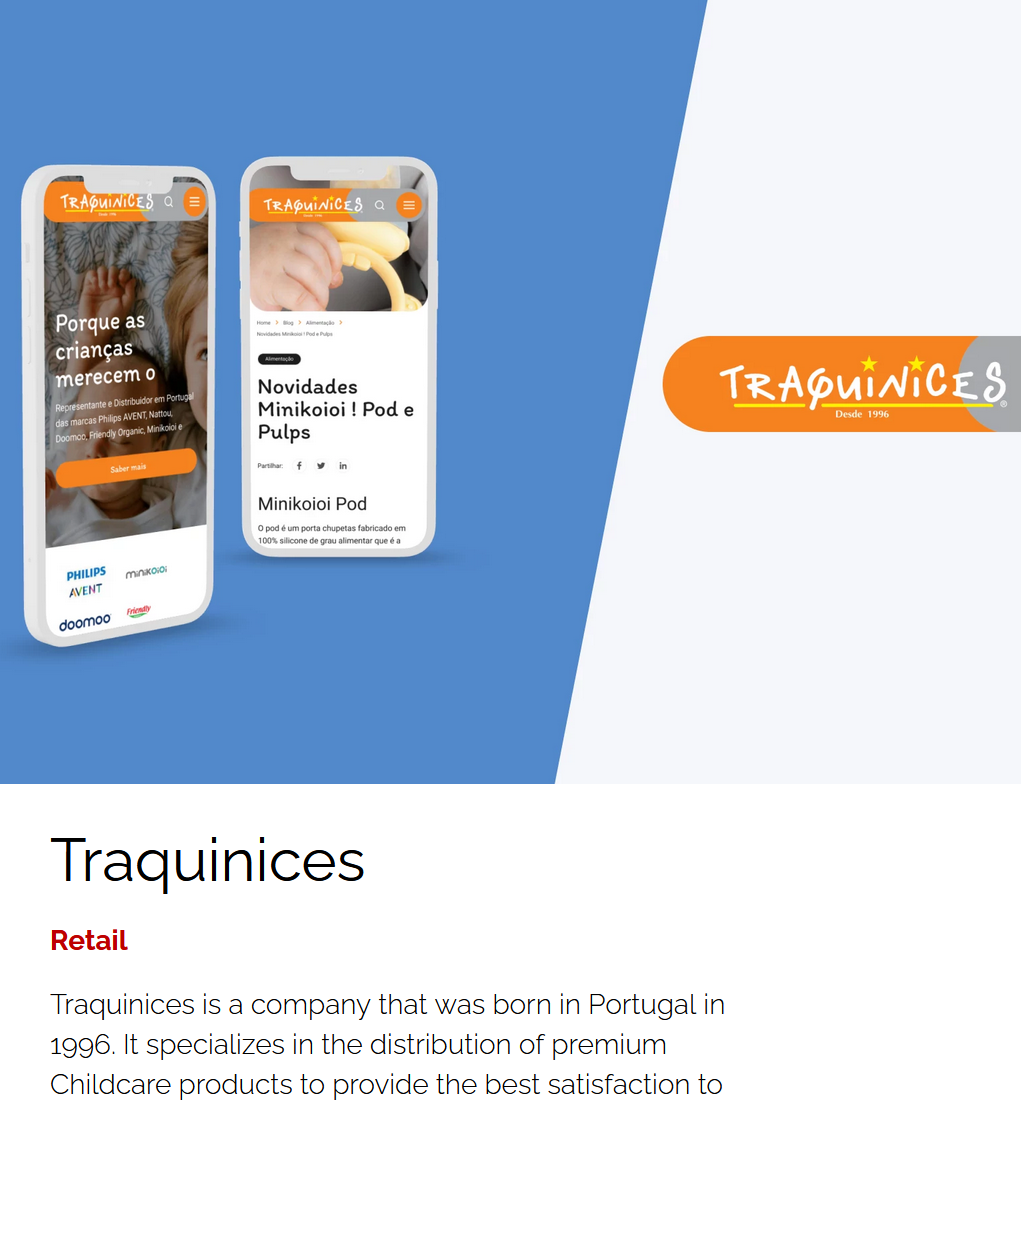 TRAQUINICES
Desde 1996
Porque as
crianças
merecem o
Representante e Distribuidor em Portugal
das marcas Philips AVENT, Nattou,
Doomoo, Friendly Organic, Minikoioi e
Saber mais
PHILIPS
AVENT
minikoioi
doomoo
Friendly
TRAQUINICES
Desde 1996
Home > Blog > Alimentação >
Novidades Minikoioi ! Pod e Pulps
Alimentação
Novidades
Minikoioi ! Pod e
Pulps
Partilhar:
Minikoioi Pod
O pod é um porta chupetas fabricado em
100% silicone de grau alimentar que é a
TRAQUINICES®
Desde 1996
Traquinices
Retail
Traquinices is a company that was born in Portugal in
1996. It specializes in the distribution of premium
Childcare products to provide the best satisfaction to